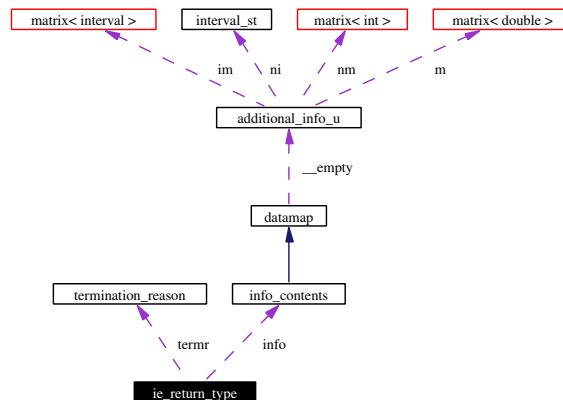 matrix< interval > interval_st matrix< int > matrix< double >
im ni nm m
additional_info_u
__empty
datamap
termination_reason info_contents
termr info
ie_return_type